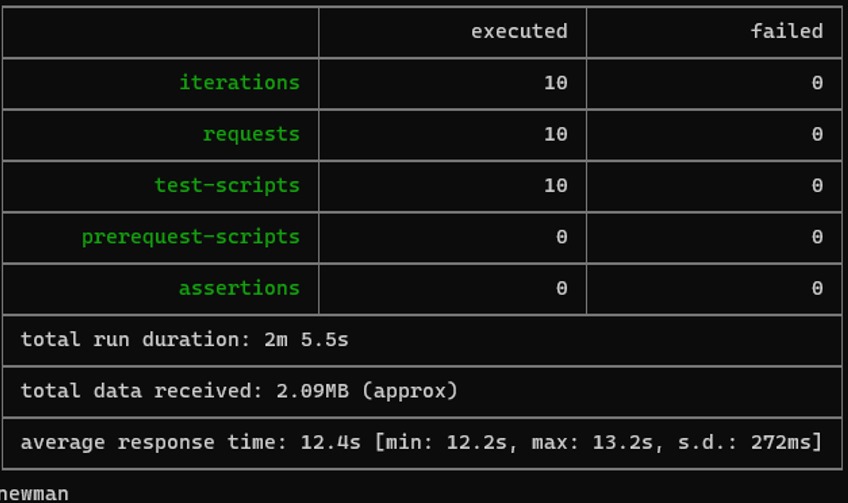 executed failed
iterations 10 0
requests 10 0
test-scripts 10 0
prerequest-scripts 0 0
assertions 0 0
total run duration: 2m 5.5s
total data received: 2.09MB (approx)
average response time: 12.4s [min: 12.2s, max: 13.2s, s.d.: 272ms]
newman